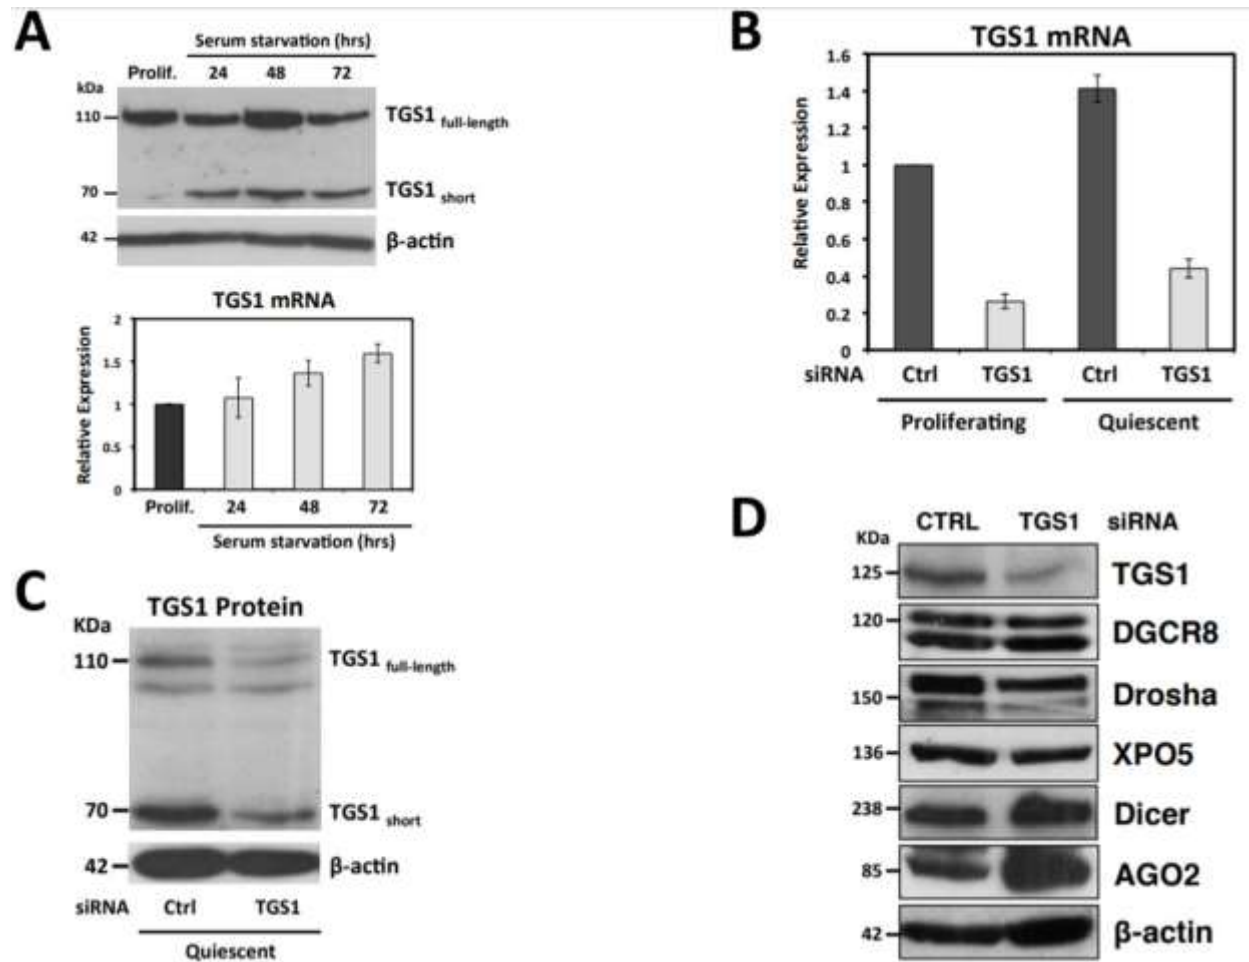 A
Serum starvation (hrs)
Prolif. 24 48 72
kDa
110
TGS1 full-length
70
TGS1 short
42
β-actin
TGS1 mRNA
Relative Expression
2
1.5
1
0.5
0
Prolif. 24 48 72
Serum starvation (hrs)
B
TGS1 mRNA
Relative Expression
1.6
1.4
1.2
1
0.8
0.6
0.4
0.2
0
siRNA Ctrl TGS1 Ctrl TGS1
Proliferating Quiescent
C
TGS1 Protein
KDa
110
TGS1 full-length
70
TGS1 short
42
β-actin
siRNA Ctrl TGS1
Quiescent
D
CTRL TGS1 siRNA
KDa
125 TGS1
120 DGCR8
150 Drosha
136 XPO5
238 Dicer
85 AGO2
42 β-actin